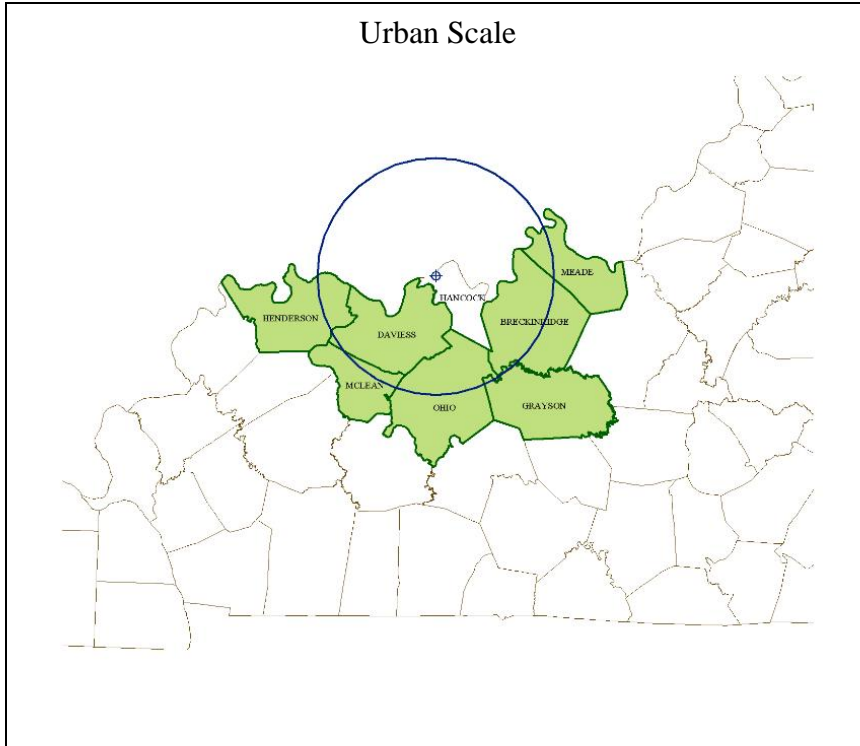 Urban Scale
MEADE
HANCOCK
HENDERSON
BRECKINRIDGE
DAVIESS
MCLEAN
OHIO
GRAYSON